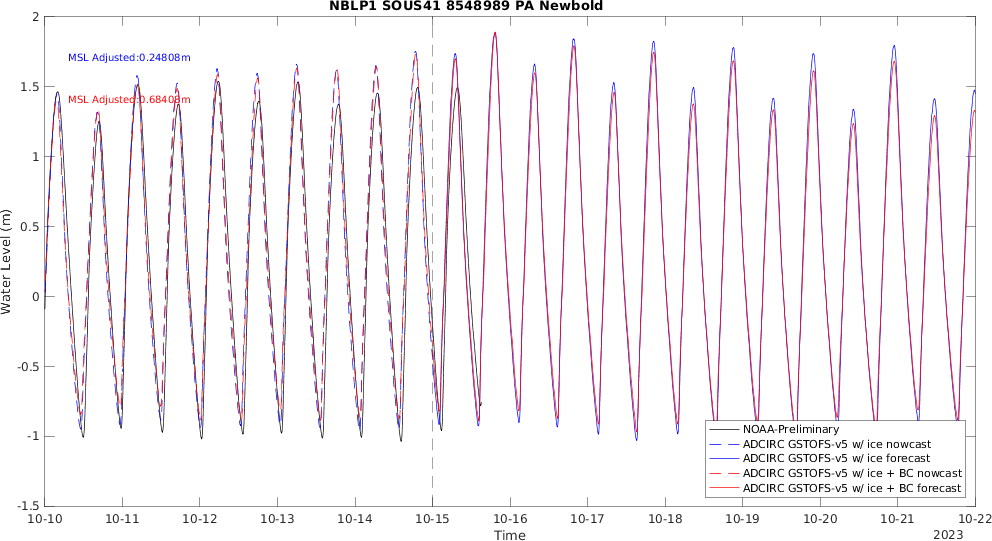 NBLP1 SOUS41 8548989 PA Newbold
MSL Adjusted:0.24808m
MSL Adjusted:0.68408m
Water Level (m)
2
1.5
1
0.5
0
-0.5
-1
-1.5
NOAA-Preliminary
ADCIRC GSTOFS-v5 w/ ice nowcast
ADCIRC GSTOFS-v5 w/ ice forecast
ADCIRC GSTOFS-v5 w/ ice + BC nowcast
ADCIRC GSTOFS-v5 w/ ice + BC forecast
10-10 10-11 10-12 10-13 10-14 10-15 10-16 10-17 10-18 10-19 10-20 10-21 10-22
Time
2023